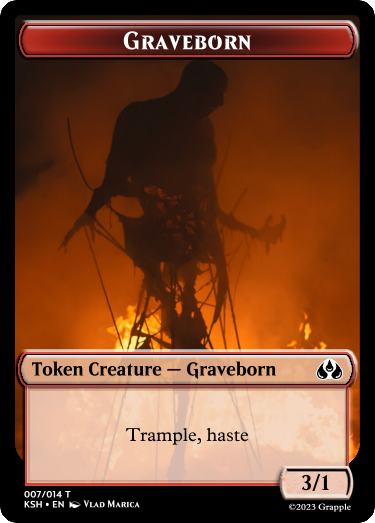 Graveborn
Token Creature — Graveborn
Trample, haste
3/1
007/014 T
KSH • EN Vlad Marica
©2023 Grapple